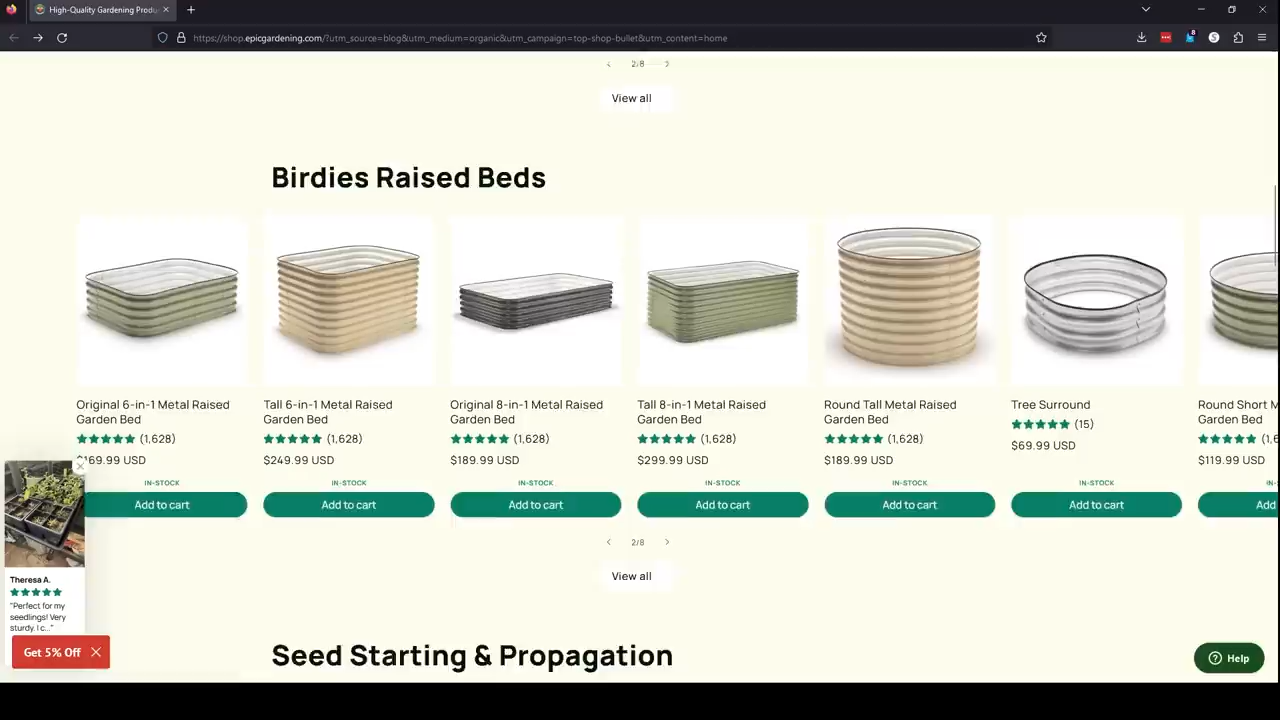 High-Quality Gardening Produ
https://shop.epicgardening.com/?utm_source=blog&utm_medium=organic&utm_campaign=top-shop-bullet&utm_content=home
8
S
2/8
View all
Birdies Raised Beds
Original 6-in-1 Metal Raised
Garden Bed
(1,628)
$169.99 USD
IN-STOCK
Add to cart
Tall 6-in-1 Metal Raised
Garden Bed
(1,628)
$249.99 USD
IN-STOCK
Add to cart
Original 8-in-1 Metal Raised
Garden Bed
(1,628)
$189.99 USD
IN-STOCK
Add to cart
Tall 8-in-1 Metal Raised
Garden Bed
(1,628)
$299.99 USD
IN-STOCK
Add to cart
Round Tall Metal Raised
Garden Bed
(1,628)
$189.99 USD
IN-STOCK
Add to cart
Tree Surround
(15)
$69.99 USD
IN-STOCK
Add to cart
Round Short M
Garden Bed
(1,6
$119.99 USD
IN-
Add
2/8
View all
Theresa A.
"Perfect for my
seedlings! Very
sturdy. I c..."
Get 5% Off
Seed Starting & Propagation
Help